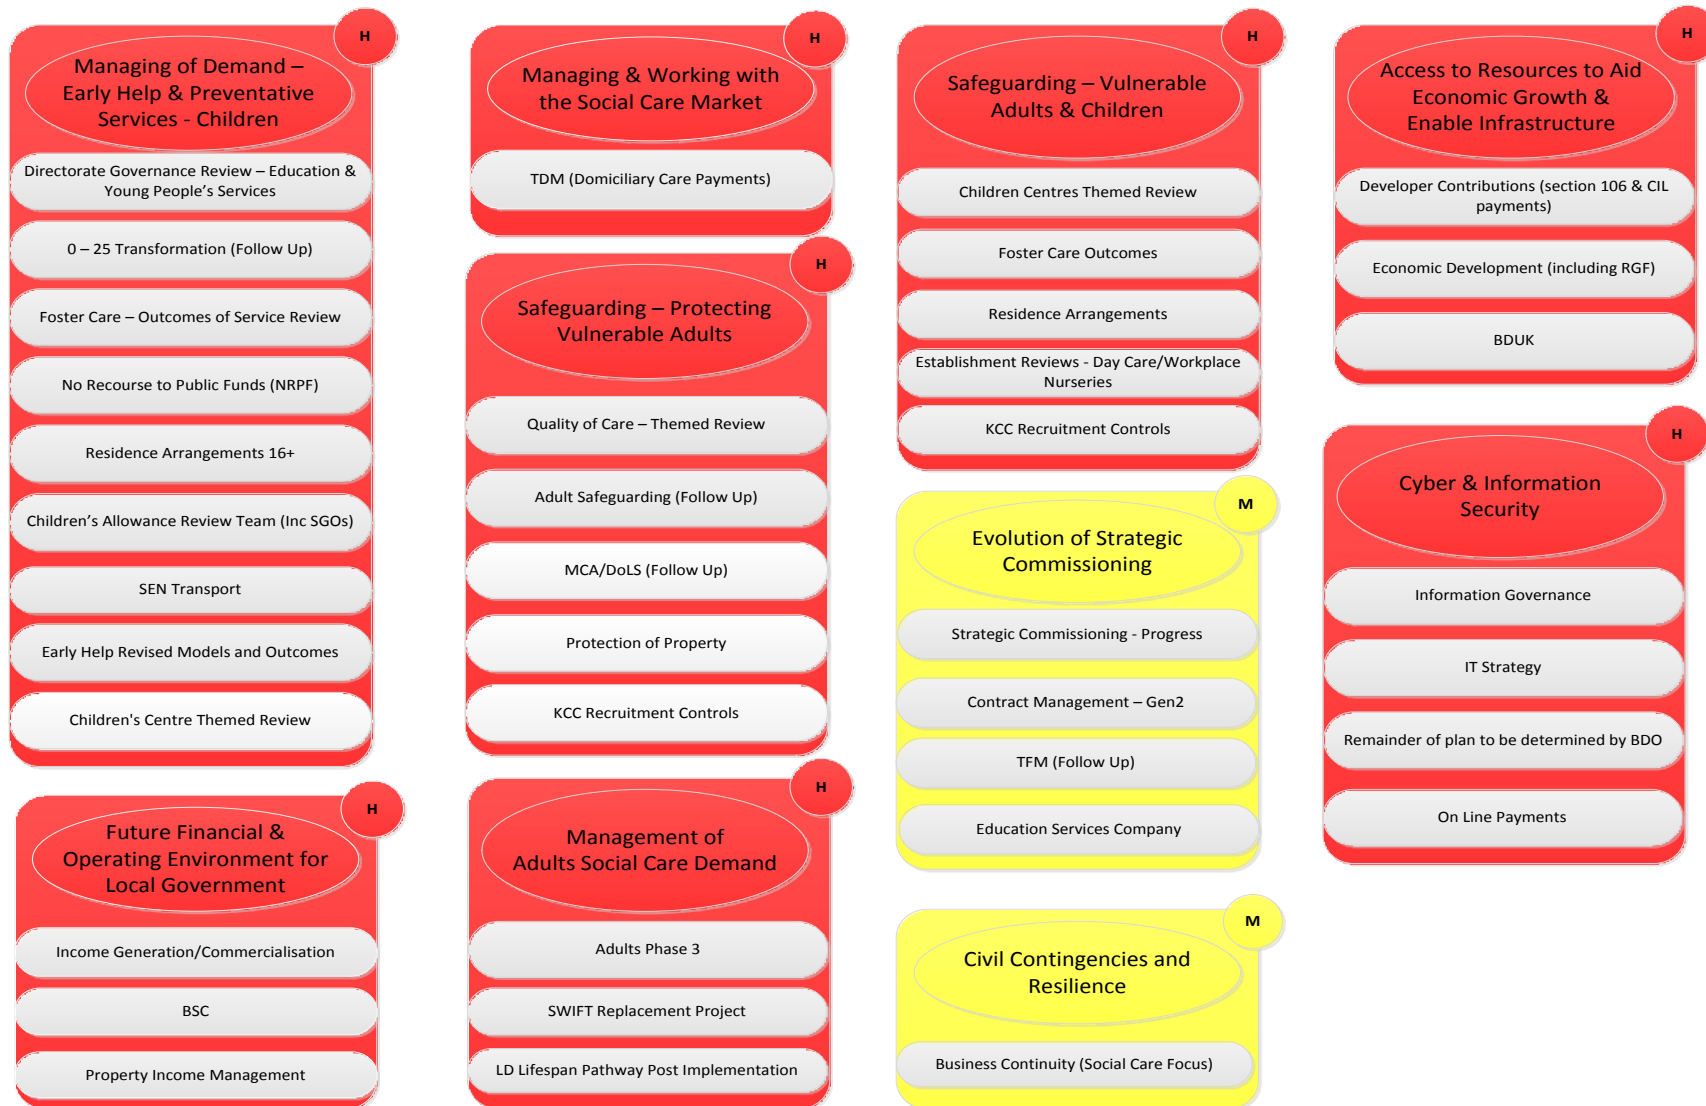 H
Managing of Demand –
Early Help & Preventative
Services - Children
Directorate Governance Review – Education &
Young People's Services
0 – 25 Transformation (Follow Up)
Foster Care – Outcomes of Service Review
No Recourse to Public Funds (NRPF)
Residence Arrangements 16+
Children's Allowance Review Team (Inc SGOs)
SEN Transport
Early Help Revised Models and Outcomes
Children's Centre Themed Review
H
Future Financial &
Operating Environment for
Local Government
Income Generation/Commercialisation
BSC
Property Income Management
H
Managing & Working with
the Social Care Market
TDM (Domiciliary Care Payments)
H
Safeguarding – Protecting
Vulnerable Adults
Quality of Care – Themed Review
Adult Safeguarding (Follow Up)
MCA/DoLS (Follow Up)
Protection of Property
KCC Recruitment Controls
H
Management of
Adults Social Care Demand
Adults Phase 3
SWIFT Replacement Project
LD Lifespan Pathway Post Implementation
H
Safeguarding – Vulnerable
Adults & Children
Children Centres Themed Review
Foster Care Outcomes
Residence Arrangements
Establishment Reviews - Day Care/Workplace
Nurseries
KCC Recruitment Controls
M
Evolution of Strategic
Commissioning
Strategic Commissioning - Progress
Contract Management – Gen2
TFM (Follow Up)
Education Services Company
M
Civil Contingencies and
Resilience
Business Continuity (Social Care Focus)
H
Access to Resources to Aid
Economic Growth &
Enable Infrastructure
Developer Contributions (section 106 & CIL
payments)
Economic Development (including RGF)
BDUK
H
Cyber & Information
Security
Information Governance
IT Strategy
Remainder of plan to be determined by BDO
On Line Payments